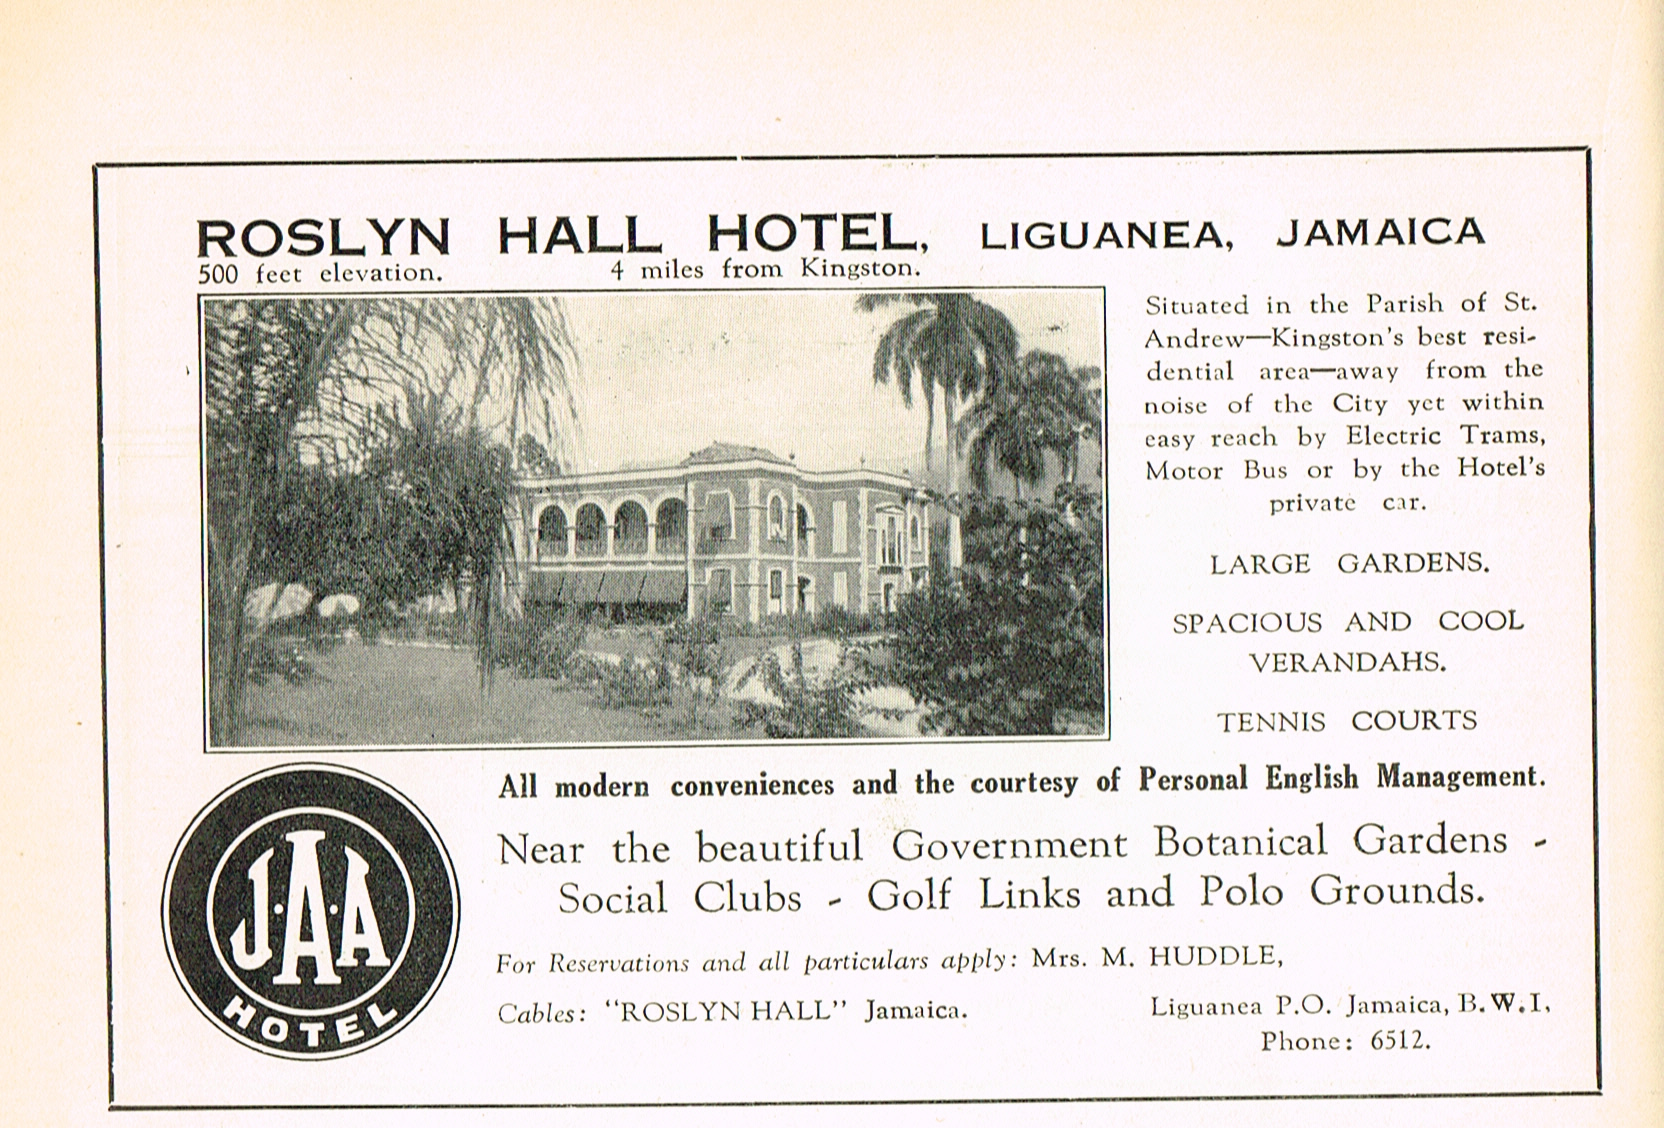 ROSLYN HALL HOTEL, LIGUANEA, JAMAICA
500 feet elevation. 4 miles from Kingston.
Situated in the Parish of St.
Andrew—Kingston's best resi-
dential area—away from the
noise of the City yet within
easy reach by Electric Trams,
Motor Bus or by the Hotel's
private car.
LARGE GARDENS.
SPACIOUS AND COOL
VERANDAHS.
TENNIS COURTS
All modern conveniences and the courtesy of Personal English Management.
Near the beautiful Government Botanical Gardens -
Social Clubs - Golf Links and Polo Grounds.
For Reservations and all particulars apply: Mrs. M. HUDDLE,
Cables: "ROSLYN HALL" Jamaica. Liguanea P.O. Jamaica, B.W.I,
Phone: 6512.
J·A·A
HOTEL